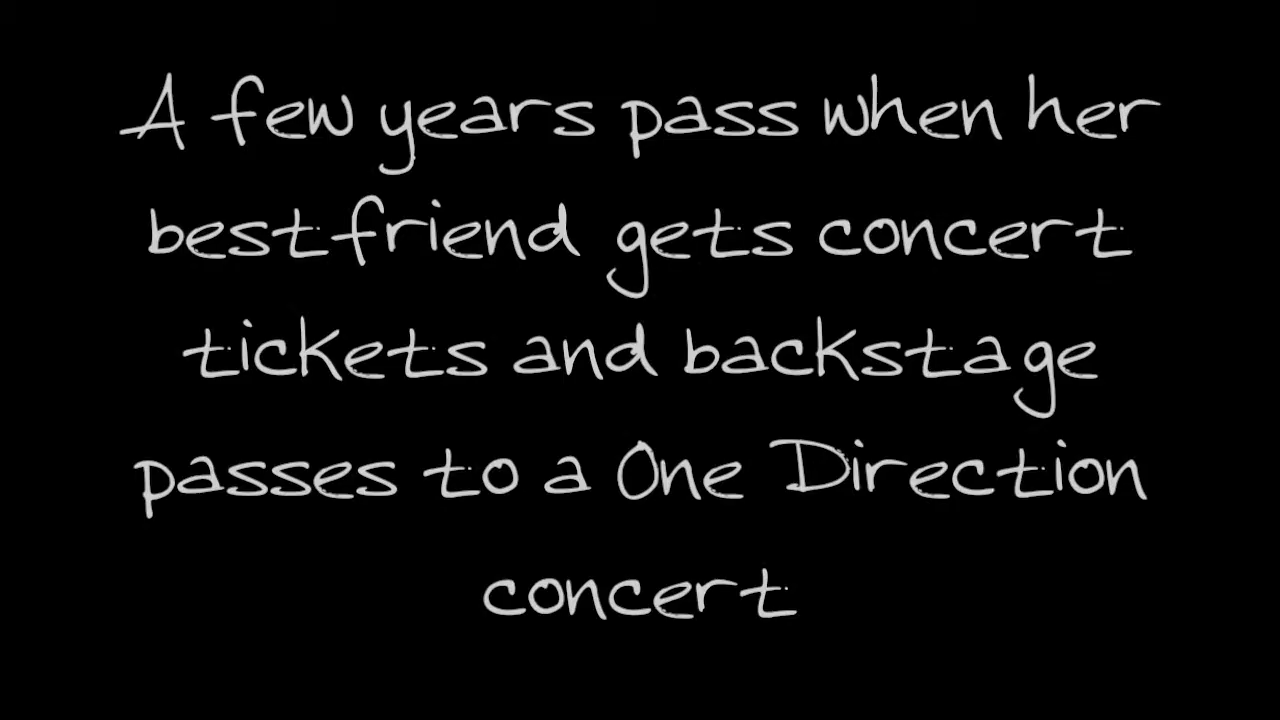 A few years pass when her
bestfriend gets concert
tickets and backstage
passes to a One Direction
concert